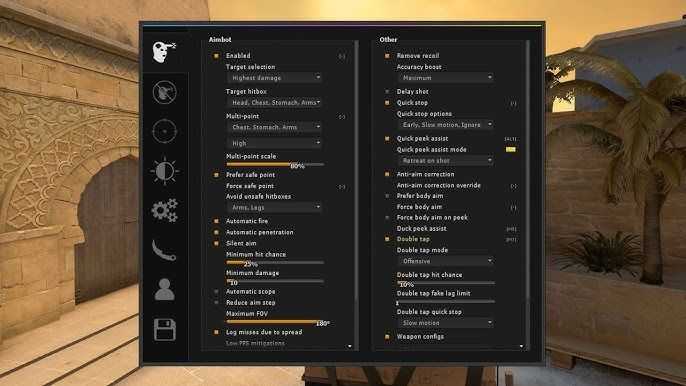 Aimbot
Enabled [-]
Target selection
Highest damage
Target hitbox
Head, Chest, Stomach, Arms
Multi-point [-]
Chest, Stomach, Arms
High
Multi-point scale
80%
Prefer safe point
Force safe point [-]
Avoid unsafe hitboxes
Arms, Legs
Automatic fire
Automatic penetration
Silent aim
Minimum hit chance
25%
Minimum damage
10
Automatic scope
Reduce aim step
Maximum FOV
180°
Log misses due to spread
Low FPS mitigations
Other
Remove recoil
Accuracy boost
Maximum
Delay shot
Quick stop [-]
Quick stop options
Early, Slow motion, Ignore
Quick peek assist
Quick peek assist mode
Retreat on shot
Anti-aim correction
Anti-aim correction override [-]
Prefer body aim
Force body aim [-]
Force body aim on peek
Duck peek assist
Double tap
Double tap mode
Offensive
Double tap hit chance
10%
Double tap fake lag limit
1
Double tap quick stop
Slow motion
Weapon configs